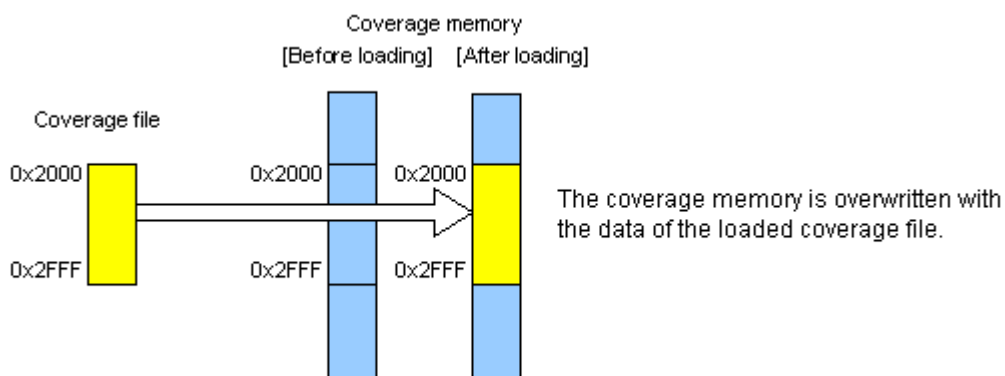 Coverage memory
[Before loading] [After loading]
Coverage file
0x2000 0x2000 0x2000
The coverage memory is overwritten with
the data of the loaded coverage file.
0x2FFF 0x2FFF 0x2FFF